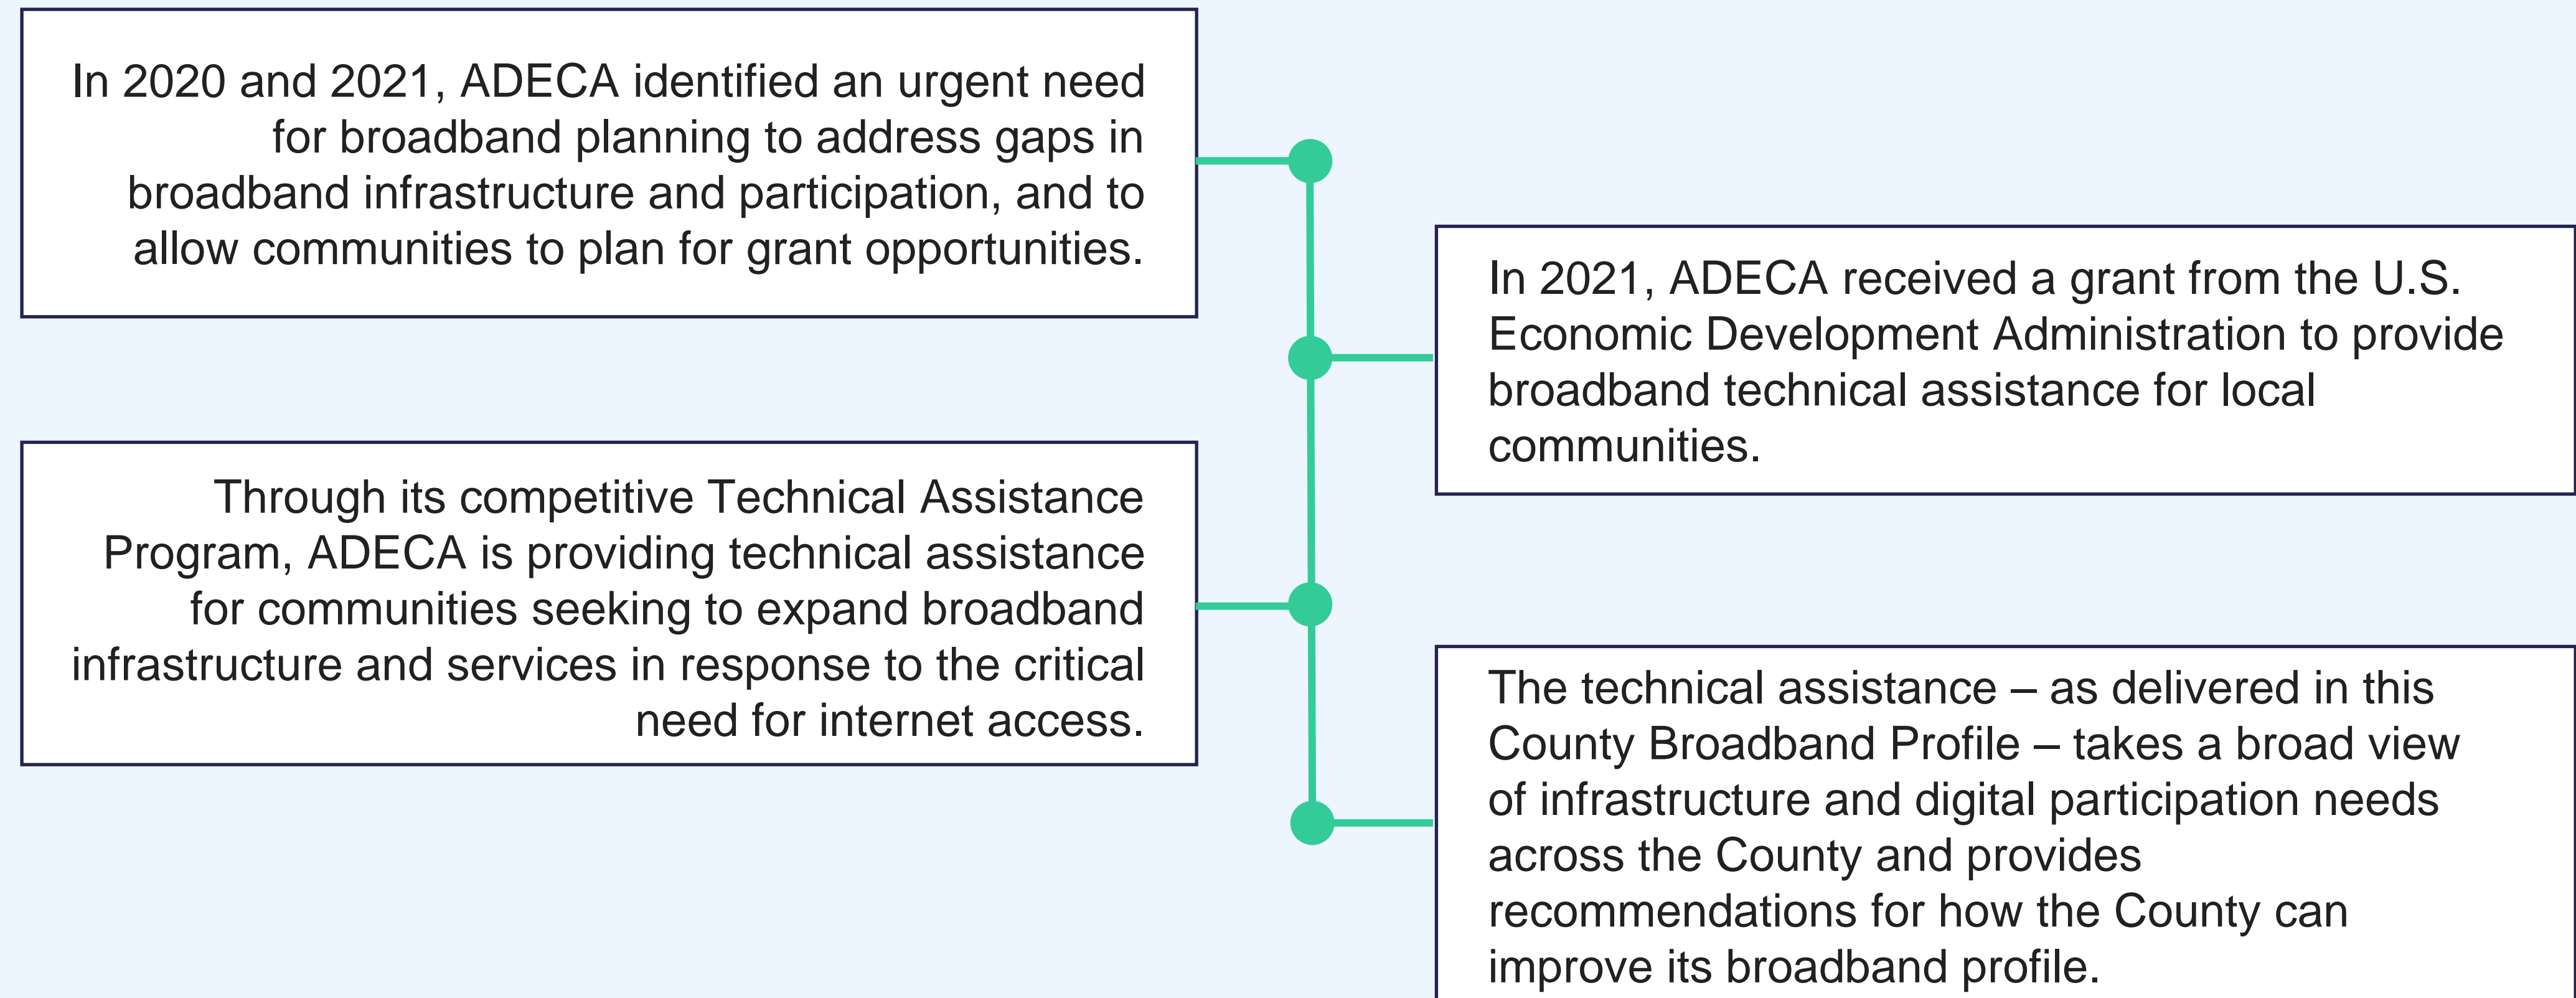 In 2020 and 2021, ADECA identified an urgent need
for broadband planning to address gaps in
broadband infrastructure and participation, and to
allow communities to plan for grant opportunities.
In 2021, ADECA received a grant from the U.S.
Economic Development Administration to provide
broadband technical assistance for local
communities.
Through its competitive Technical Assistance
Program, ADECA is providing technical assistance
for communities seeking to expand broadband
infrastructure and services in response to the critical
need for internet access.
The technical assistance – as delivered in this
County Broadband Profile – takes a broad view
of infrastructure and digital participation needs
across the County and provides
recommendations for how the County can
improve its broadband profile.